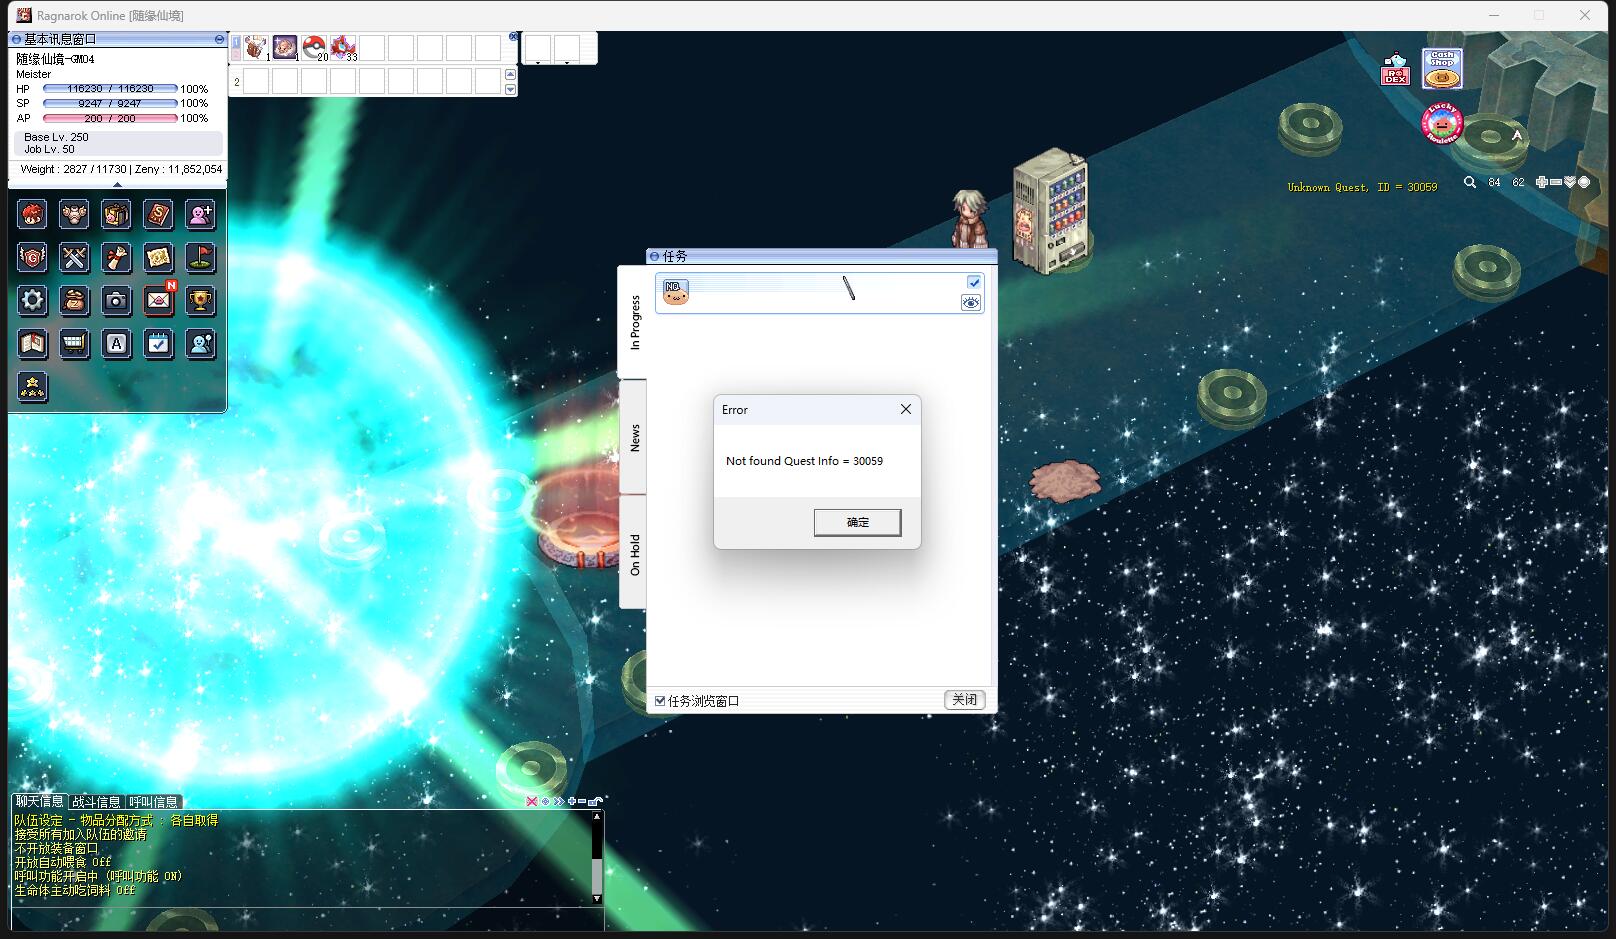 Ragnarok Online [随缘仙境]
基本讯息窗口
随缘仙境-GM04
Meister
HP 116230 / 116230 100%
SP 9247 / 9247 100%
AP 200 / 200 100%
Base Lv. 250
Job Lv. 50
Weight : 2827 / 11730 | Zeny : 11,852,054
1
1
20
33
2
RODEX
Cash Shop
Lucky Roulette
A
Unknown Quest, ID = 30059
84 62
N
G
S
A
任务
In Progress
News
On Hold
NO.
Error
Not found Quest Info = 30059
确定
任务浏览窗口
关闭
聊天信息 战斗信息 呼叫信息
队伍设定 - 物品分配方式 : 各自取得
接受所有加入队伍的邀请
不开放装备窗口
开放自动喂食 Off
呼叫功能开启中 (呼叫功能 ON)
生命体主动吃饲料 Off